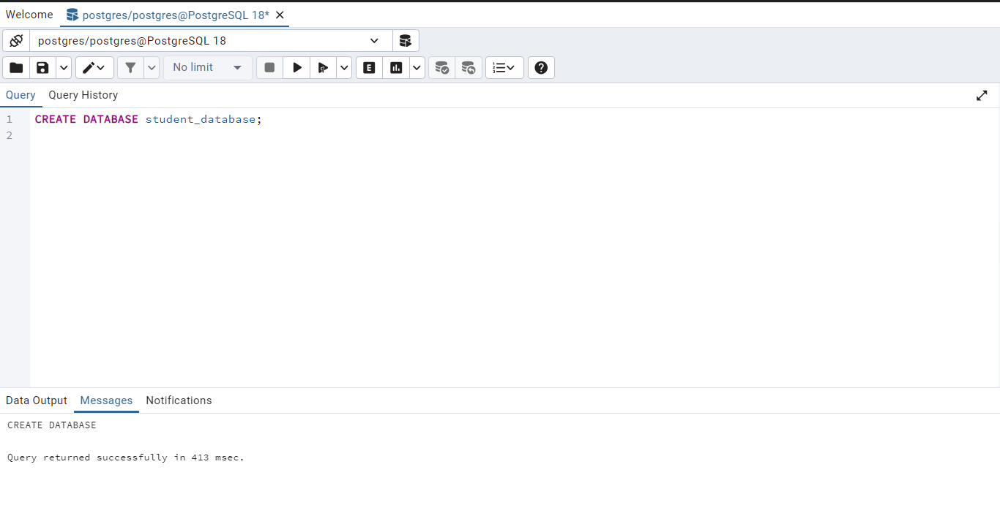 Welcome postgres/postgres@PostgreSQL 18*
postgres/postgres@PostgreSQL 18
No limit E
Query Query History
1 CREATE DATABASE student_database;
2
Data Output Messages Notifications
CREATE DATABASE
Query returned successfully in 413 msec.